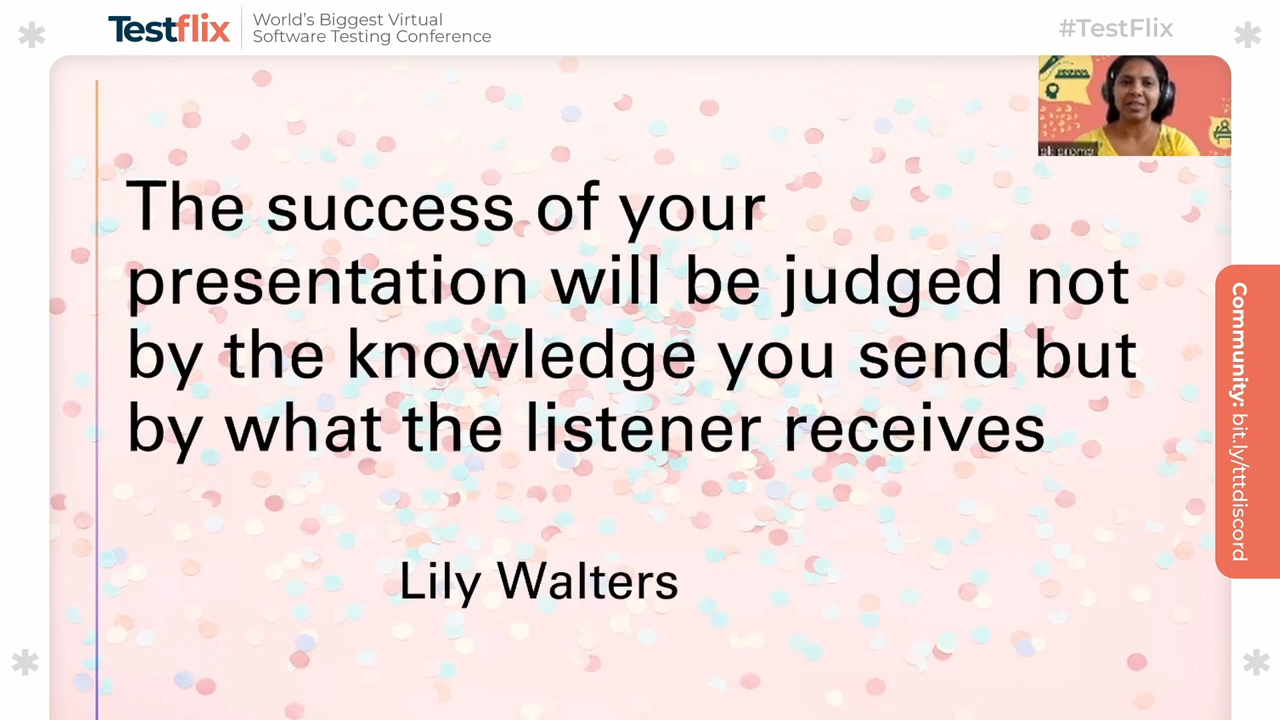 Testflix
World's Biggest Virtual
Software Testing Conference
#TestFlix
The success of your
presentation will be judged not
by the knowledge you send but
by what the listener receives
Lily Walters
Community: bit.ly/tttdiscord